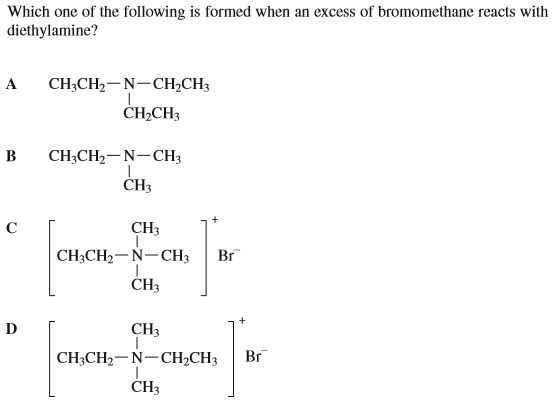 Which one of the following is formed when an excess of bromomethane reacts with
diethylamine?
A CH3CH2—N—CH2CH3
CH2CH3
B CH3CH2—N—CH3
CH3
C
CH3
+
CH3CH2—N—CH3 Br−
CH3
D
CH3
+
CH3CH2—N—CH2CH3 Br−
CH3